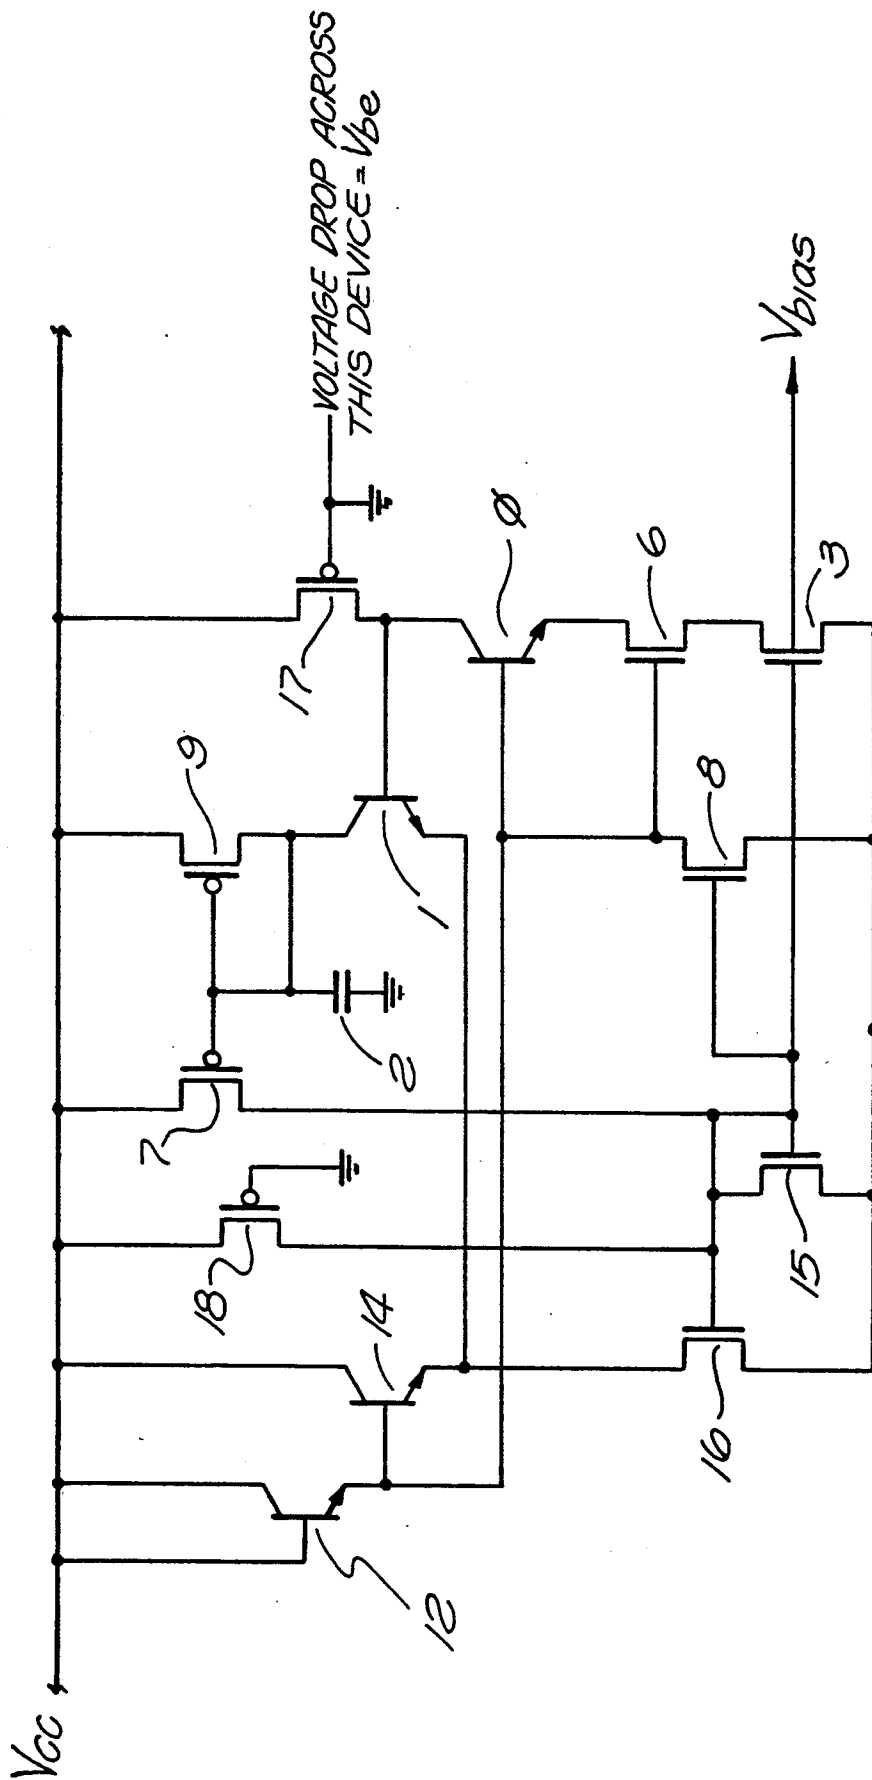 Vcc
VOLTAGE DROP ACROSS
THIS DEVICE = Vbe
17
9
7
2
18
1
Ø
14
12
6
8
3
15
16
Vbias